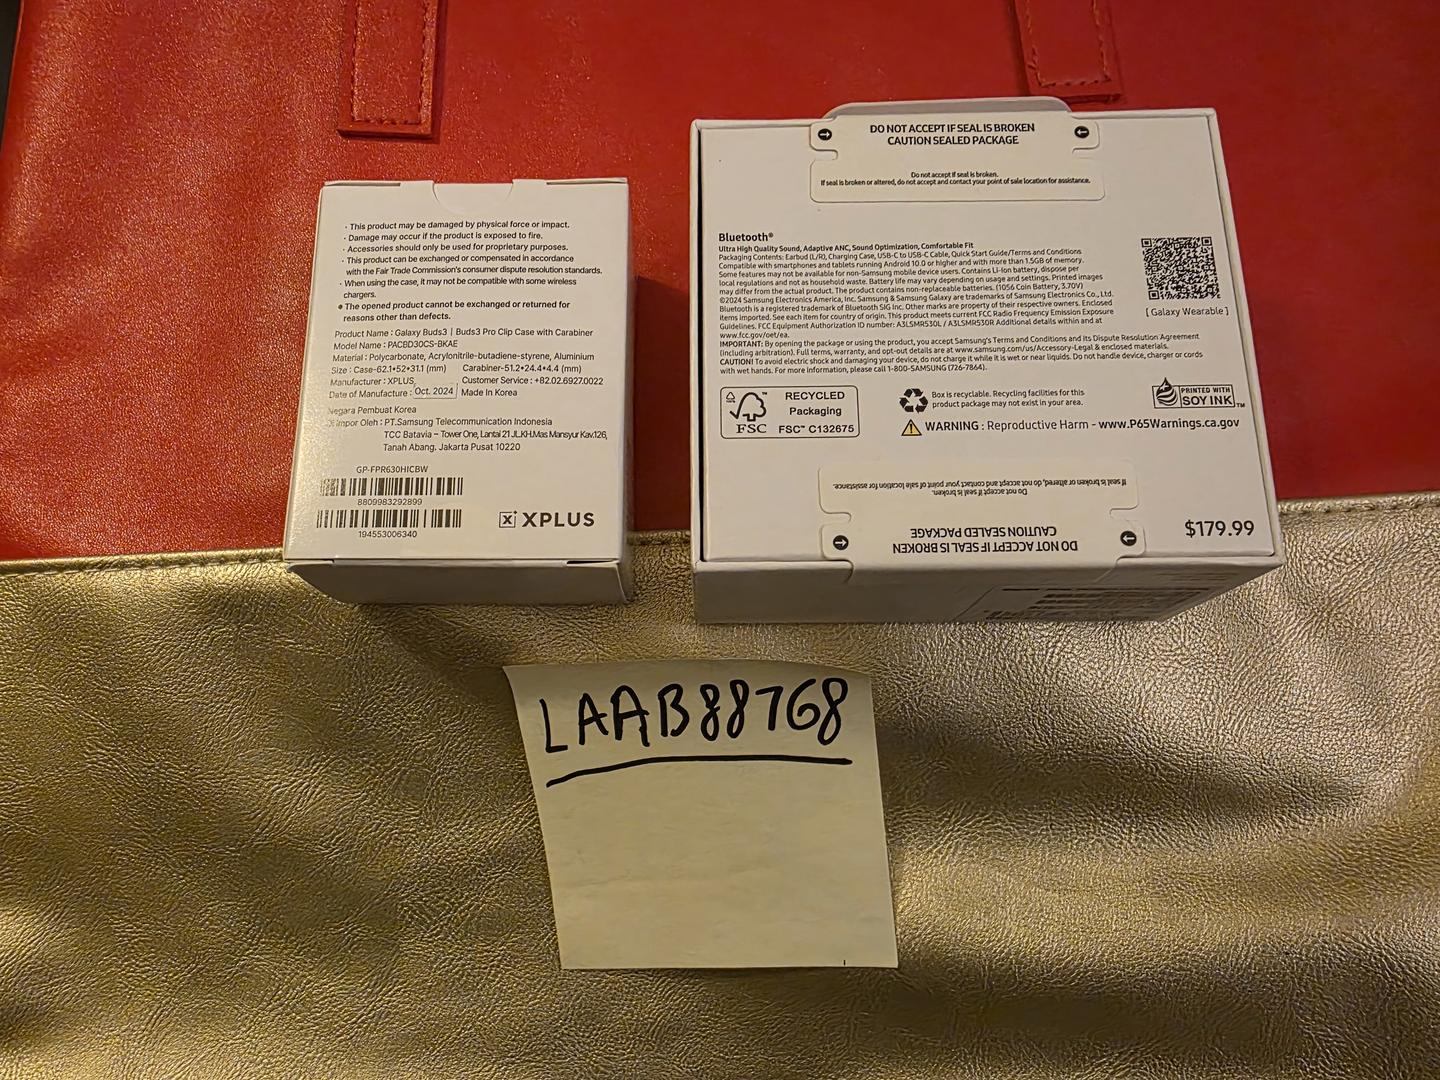 · This product may be damaged by physical force or impact.
· Damage may occur if the product is exposed to fire.
· Accessories should only be used for proprietary purposes.
· This product can be exchanged or compensated in accordance
with the Fair Trade Commission's consumer dispute resolution standards.
· When using the case, it may not be compatible with some wireless
chargers.
● The opened product cannot be exchanged or returned for
reasons other than defects.
Product Name : Galaxy Buds3 | Buds3 Pro Clip Case with Carabiner
Model Name : PACBD30CS-BKAE
Material : Polycarbonate, Acrylonitrile-butadiene-styrene, Aluminium
Size : Case-62.1*52*31.1 (mm) Carabiner-51.2*24.4*4.4 (mm)
Manufacturer : XPLUS, Customer Service : +82.02.6927.0022
Date of Manufacture : Oct. 2024 Made In Korea
Negara Pembuat Korea
Di Impor Oleh : PT.Samsung Telecommunication Indonesia
TCC Batavia – Tower One, Lantai 21 JL.KH.Mas Mansyur Kav.126,
Tanah Abang. Jakarta Pusat 10220
GP-FPR630HICBW
8809983292899
194553006340
XPLUS
DO NOT ACCEPT IF SEAL IS BROKEN
CAUTION SEALED PACKAGE
Do not accept if seal is broken.
If seal is broken or altered, do not accept and contact your point of sale location for assistance.
Bluetooth®
Ultra High Quality Sound, Adaptive ANC, Sound Optimization, Comfortable Fit
Packaging Contents: Earbud (L/R), Charging Case, USB-C to USB-C Cable, Quick Start Guide/Terms and Conditions
Compatible with smartphones and tablets running Android 10.0 or higher and with more than 1.5GB of memory.
Some features may not be available for non-Samsung mobile device users. Contains Li-Ion battery, dispose per
local regulations and not as household waste. Battery life may vary depending on usage and settings. Printed images
may differ from the actual product. The product contains non-replaceable batteries. (1056 Coin Battery, 3.70V)
©2024 Samsung Electronics America, Inc. Samsung & Samsung Galaxy are trademarks of Samsung Electronics Co., Ltd.
Bluetooth is a registered trademark of Bluetooth SIG Inc. Other marks are property of their respective owners. Enclosed
items imported. See each item for country of origin. This product meets current FCC Radio Frequency Emission Exposure
Guidelines. FCC Equipment Authorization ID number: A3LSMR530L / A3LSMR530R Additional details within and at
www.fcc.gov/oet/ea.
IMPORTANT: By opening the package or using the product, you accept Samsung's Terms and Conditions and its Dispute Resolution Agreement
(including arbitration). Full terms, warranty, and opt-out details are at www.samsung.com/us/Accessory-Legal & enclosed materials.
CAUTION! To avoid electric shock and damaging your device, do not charge it while it is wet or near liquids. Do not handle device, charger or cords
with wet hands. For more information, please call 1-800-SAMSUNG (726-7864).
[ Galaxy Wearable ]
FSC
RECYCLED
Packaging
FSC™ C132675
Box is recyclable. Recycling facilities for this
product package may not exist in your area.
PRINTED WITH
SOY INK™
WARNING : Reproductive Harm - www.P65Warnings.ca.gov
If seal is broken or altered, do not accept and contact your point of sale location for assistance.
Do not accept if seal is broken.
CAUTION SEALED PACKAGE
DO NOT ACCEPT IF SEAL IS BROKEN
$179.99
LAAB88768